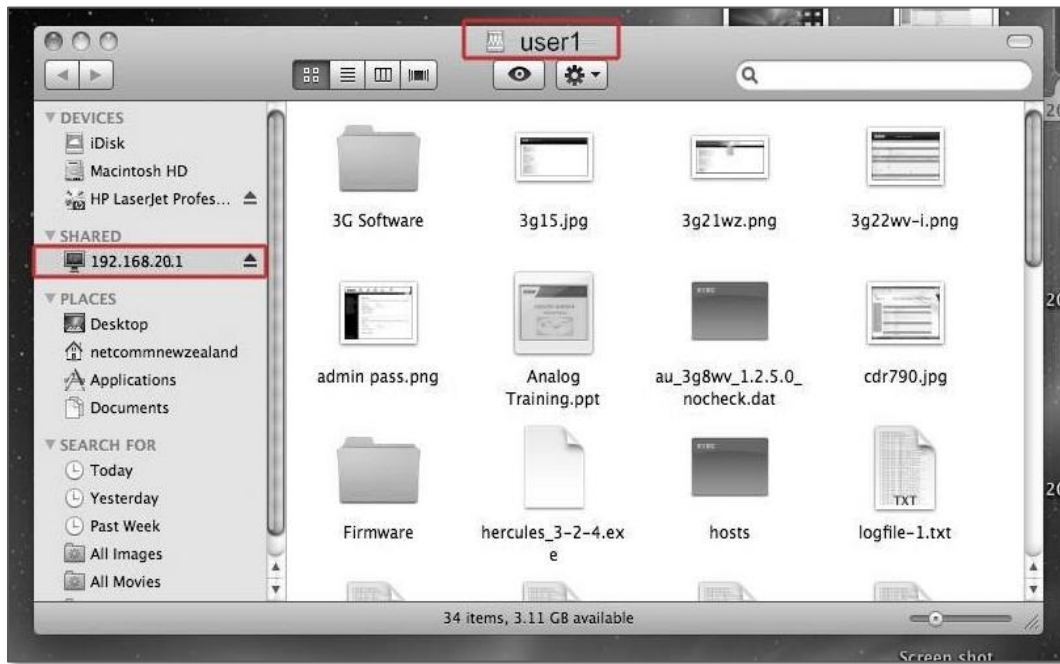 user1
DEVICES
iDisk
Macintosh HD
HP LaserJet Profes...
SHARED
192.168.20.1
PLACES
Desktop
netcommnewzealand
Applications
Documents
SEARCH FOR
Today
Yesterday
Past Week
All Images
All Movies
3G Software
3g15.jpg
3g21wz.png
3g22wv-i.png
admin pass.png
Analog
Training.ppt
au_3g8wv_1.2.5.0_
nocheck.dat
cdr790.jpg
Firmware
hercules_3-2-4.ex
e
hosts
TXT
logfile-1.txt
34 items, 3.11 GB available
Screen shot
20
20
20